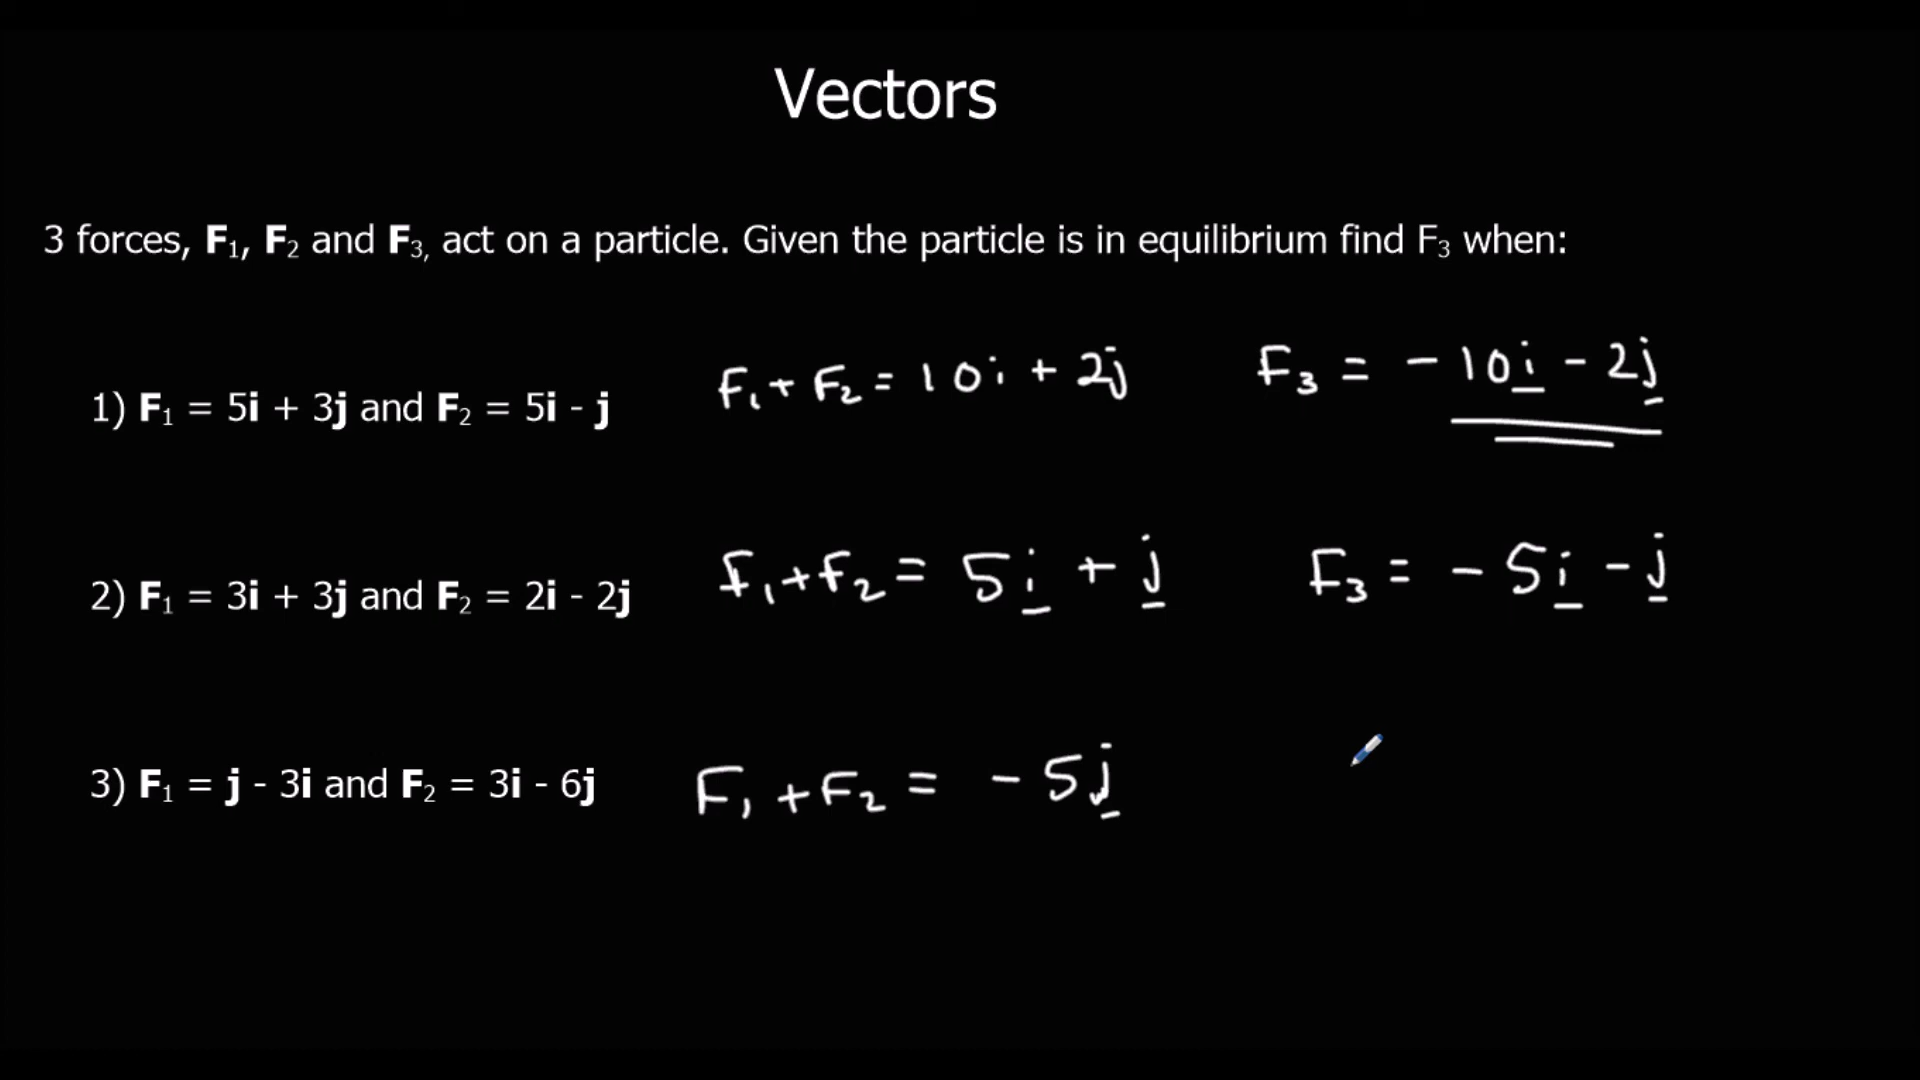 Vectors
3 forces, F₁, F₂ and F₃, act on a particle. Given the particle is in equilibrium find F₃ when:
1) F₁ = 5i + 3j and F₂ = 5i - j F₁ + F₂ = 10i + 2j F₃ = - 10i - 2j
2) F₁ = 3i + 3j and F₂ = 2i - 2j F₁ + F₂ = 5i + j F₃ = - 5i - j
3) F₁ = j - 3i and F₂ = 3i - 6j F₁ + F₂ = - 5j